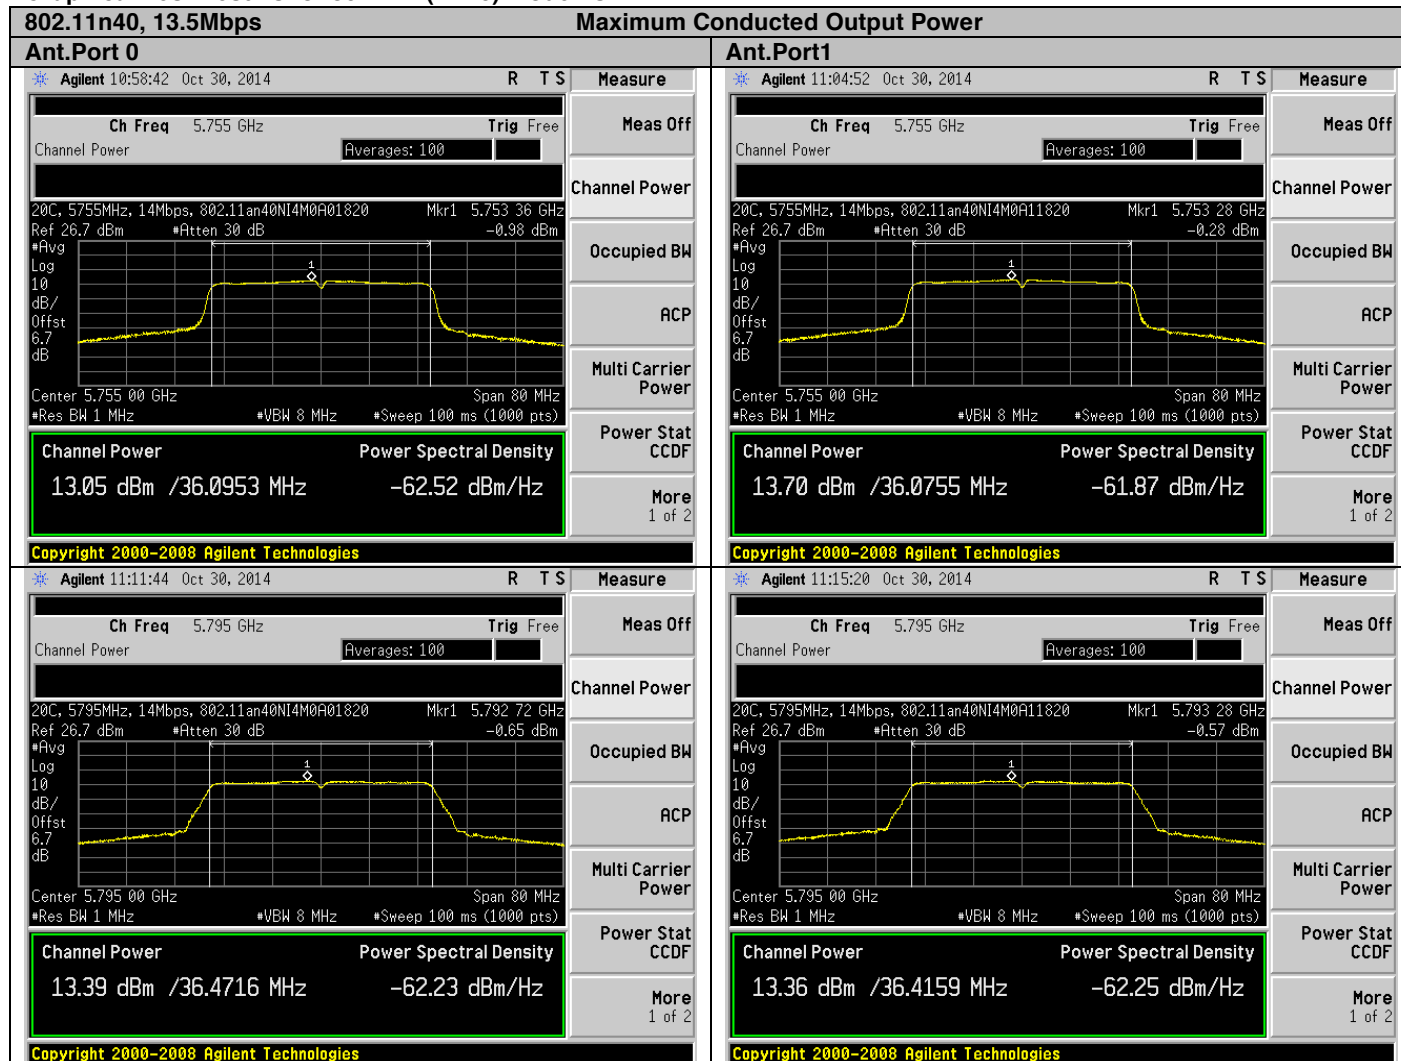 802.11n40, 13.5Mbps Maximum Conducted Output Power
Ant.Port 0 Ant.Port1
Agilent 10:58:42 Oct 30, 2014 R T S Measure
Ch Freq 5.755 GHz Trig Free Meas Off
Channel Power Averages: 100
Channel Power
20C, 5755MHz, 14Mbps, 802.11an40NI4M0A01820 Mkr1 5.753 36 GHz
Ref 26.7 dBm #Atten 30 dB -0.98 dBm
#Avg
Occupied BW
Log
1
10
dB/
ACP
Offst
6.7
dB
Multi Carrier
Power
Center 5.755 00 GHz Span 80 MHz
#Res BW 1 MHz #VBW 8 MHz #Sweep 100 ms (1000 pts)
Power Stat
CCDF
Channel Power Power Spectral Density
13.05 dBm /36.0953 MHz -62.52 dBm/Hz
More
1 of 2
Copyright 2000-2008 Agilent Technologies
Agilent 11:04:52 Oct 30, 2014 R T S Measure
Ch Freq 5.755 GHz Trig Free Meas Off
Channel Power Averages: 100
Channel Power
20C, 5755MHz, 14Mbps, 802.11an40NI4M0A11820 Mkr1 5.753 28 GHz
Ref 26.7 dBm #Atten 30 dB -0.28 dBm
#Avg
Occupied BW
Log
1
10
dB/
ACP
Offst
6.7
dB
Multi Carrier
Power
Center 5.755 00 GHz Span 80 MHz
#Res BW 1 MHz #VBW 8 MHz #Sweep 100 ms (1000 pts)
Power Stat
CCDF
Channel Power Power Spectral Density
13.70 dBm /36.0755 MHz -61.87 dBm/Hz
More
1 of 2
Copyright 2000-2008 Agilent Technologies
Agilent 11:11:44 Oct 30, 2014 R T S Measure
Ch Freq 5.795 GHz Trig Free Meas Off
Channel Power Averages: 100
Channel Power
20C, 5795MHz, 14Mbps, 802.11an40NI4M0A01820 Mkr1 5.792 72 GHz
Ref 26.7 dBm #Atten 30 dB -0.65 dBm
#Avg
Occupied BW
Log
1
10
dB/
ACP
Offst
6.7
dB
Multi Carrier
Power
Center 5.795 00 GHz Span 80 MHz
#Res BW 1 MHz #VBW 8 MHz #Sweep 100 ms (1000 pts)
Power Stat
CCDF
Channel Power Power Spectral Density
13.39 dBm /36.4716 MHz -62.23 dBm/Hz
More
1 of 2
Copyright 2000-2008 Agilent Technologies
Agilent 11:15:20 Oct 30, 2014 R T S Measure
Ch Freq 5.795 GHz Trig Free Meas Off
Channel Power Averages: 100
Channel Power
20C, 5795MHz, 14Mbps, 802.11an40NI4M0A11820 Mkr1 5.793 28 GHz
Ref 26.7 dBm #Atten 30 dB -0.57 dBm
#Avg
Occupied BW
Log
1
10
dB/
ACP
Offst
6.7
dB
Multi Carrier
Power
Center 5.795 00 GHz Span 80 MHz
#Res BW 1 MHz #VBW 8 MHz #Sweep 100 ms (1000 pts)
Power Stat
CCDF
Channel Power Power Spectral Density
13.36 dBm /36.4159 MHz -62.25 dBm/Hz
More
1 of 2
Copyright 2000-2008 Agilent Technologies